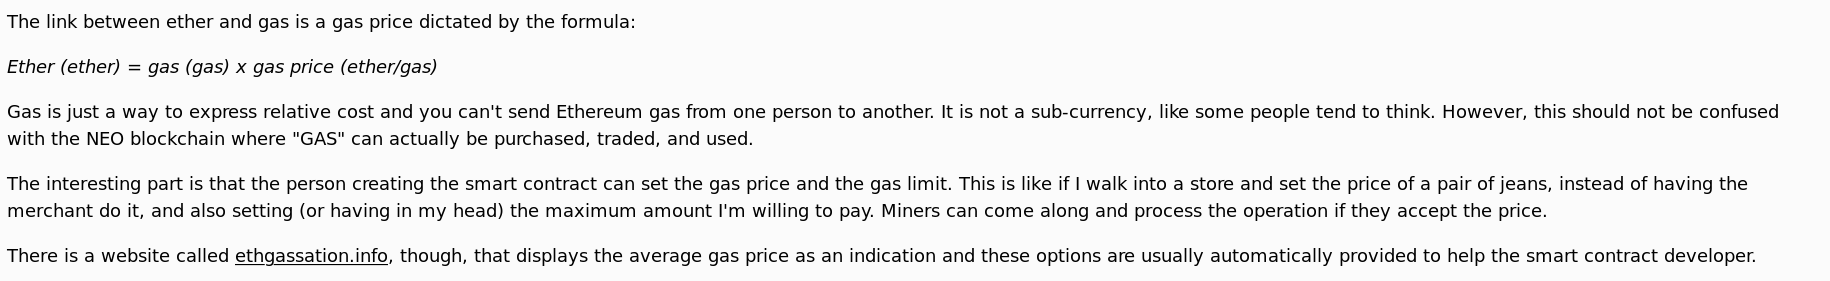 The link between ether and gas is a gas price dictated by the formula:
Ether (ether) = gas (gas) x gas price (ether/gas)
Gas is just a way to express relative cost and you can't send Ethereum gas from one person to another. It is not a sub-currency, like some people tend to think. However, this should not be confused
with the NEO blockchain where "GAS" can actually be purchased, traded, and used.
The interesting part is that the person creating the smart contract can set the gas price and the gas limit. This is like if I walk into a store and set the price of a pair of jeans, instead of having the
merchant do it, and also setting (or having in my head) the maximum amount I'm willing to pay. Miners can come along and process the operation if they accept the price.
There is a website called ethgassation.info, though, that displays the average gas price as an indication and these options are usually automatically provided to help the smart contract developer.